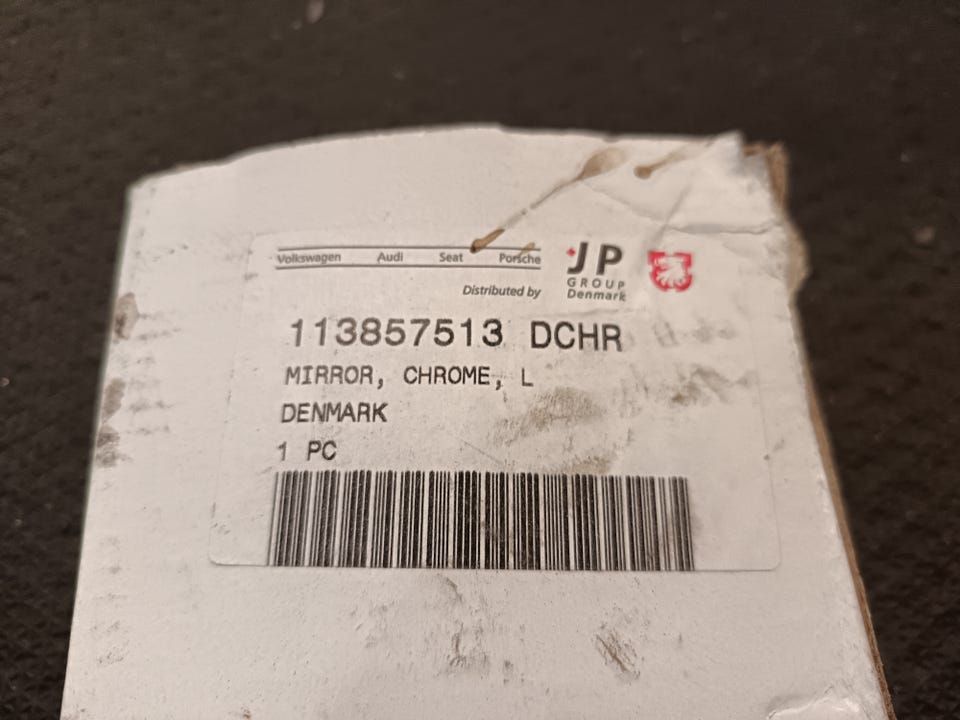 Volkswagen Audi Seat Porsche
Distributed by
JP
GROUP
Denmark
113857513 DCHR
MIRROR, CHROME, L
DENMARK
1 PC